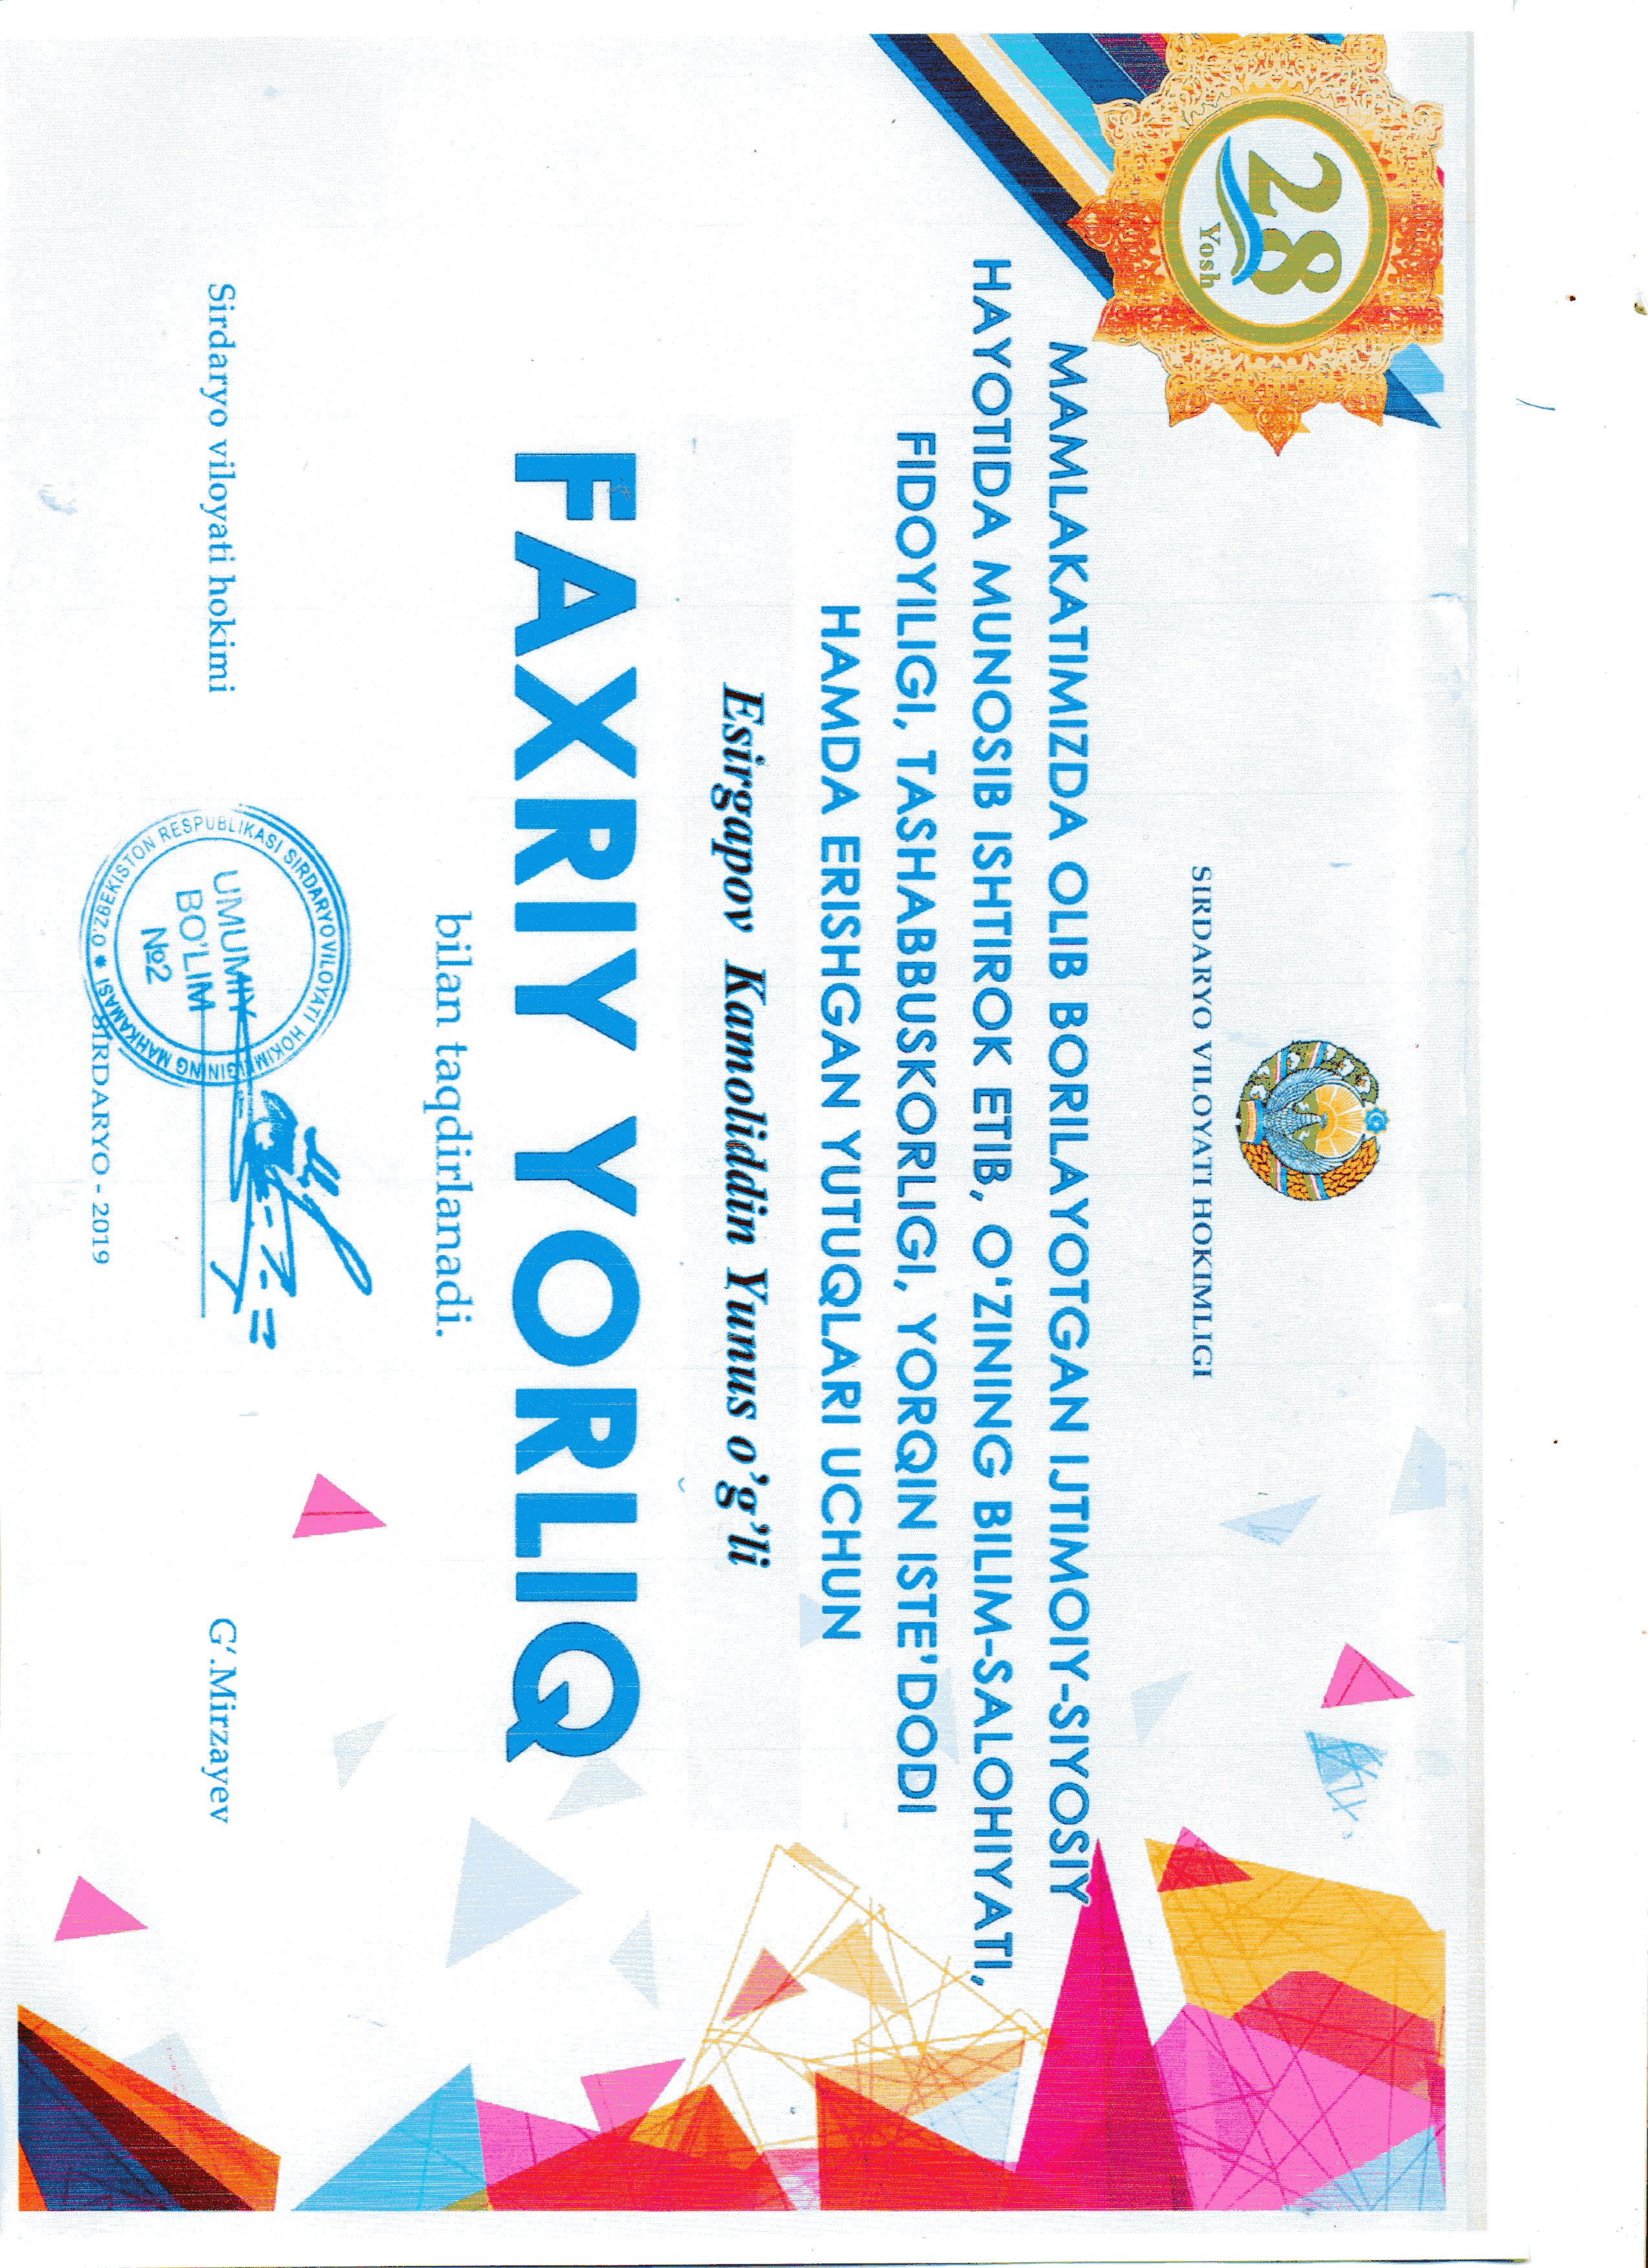 28
Yosh
SIRDARYO VILOYATI HOKIMLIGI
MAMLAKATIMIZDA OLIB BORILAYOTGAN IJTIMOIY-SIYOSIY
HAYOTIDA MUNOSIB ISHTIROK ETIB, O‘ZINING BILIM-SALOHIYATI,
FIDOYILIGI, TASHABBUSKORLIGI, YORQIN ISTE'DODI
HAMDA ERISHGAN YUTUQLARI UCHUN
Esirgapov Kamoliddin Yunus o’g’li
FAXRIY YORLIQ
bilan taqdirlanadi.
Sirdaryo viloyati hokimi
G‘.Mirzayev
O'ZBEKISTON RESPUBLIKASI SIRDARYO VILOYATI HOKIMLIGINING MAHKAMASI
UMUMIY
BO'LIM
№2
SIRDARYO - 2019